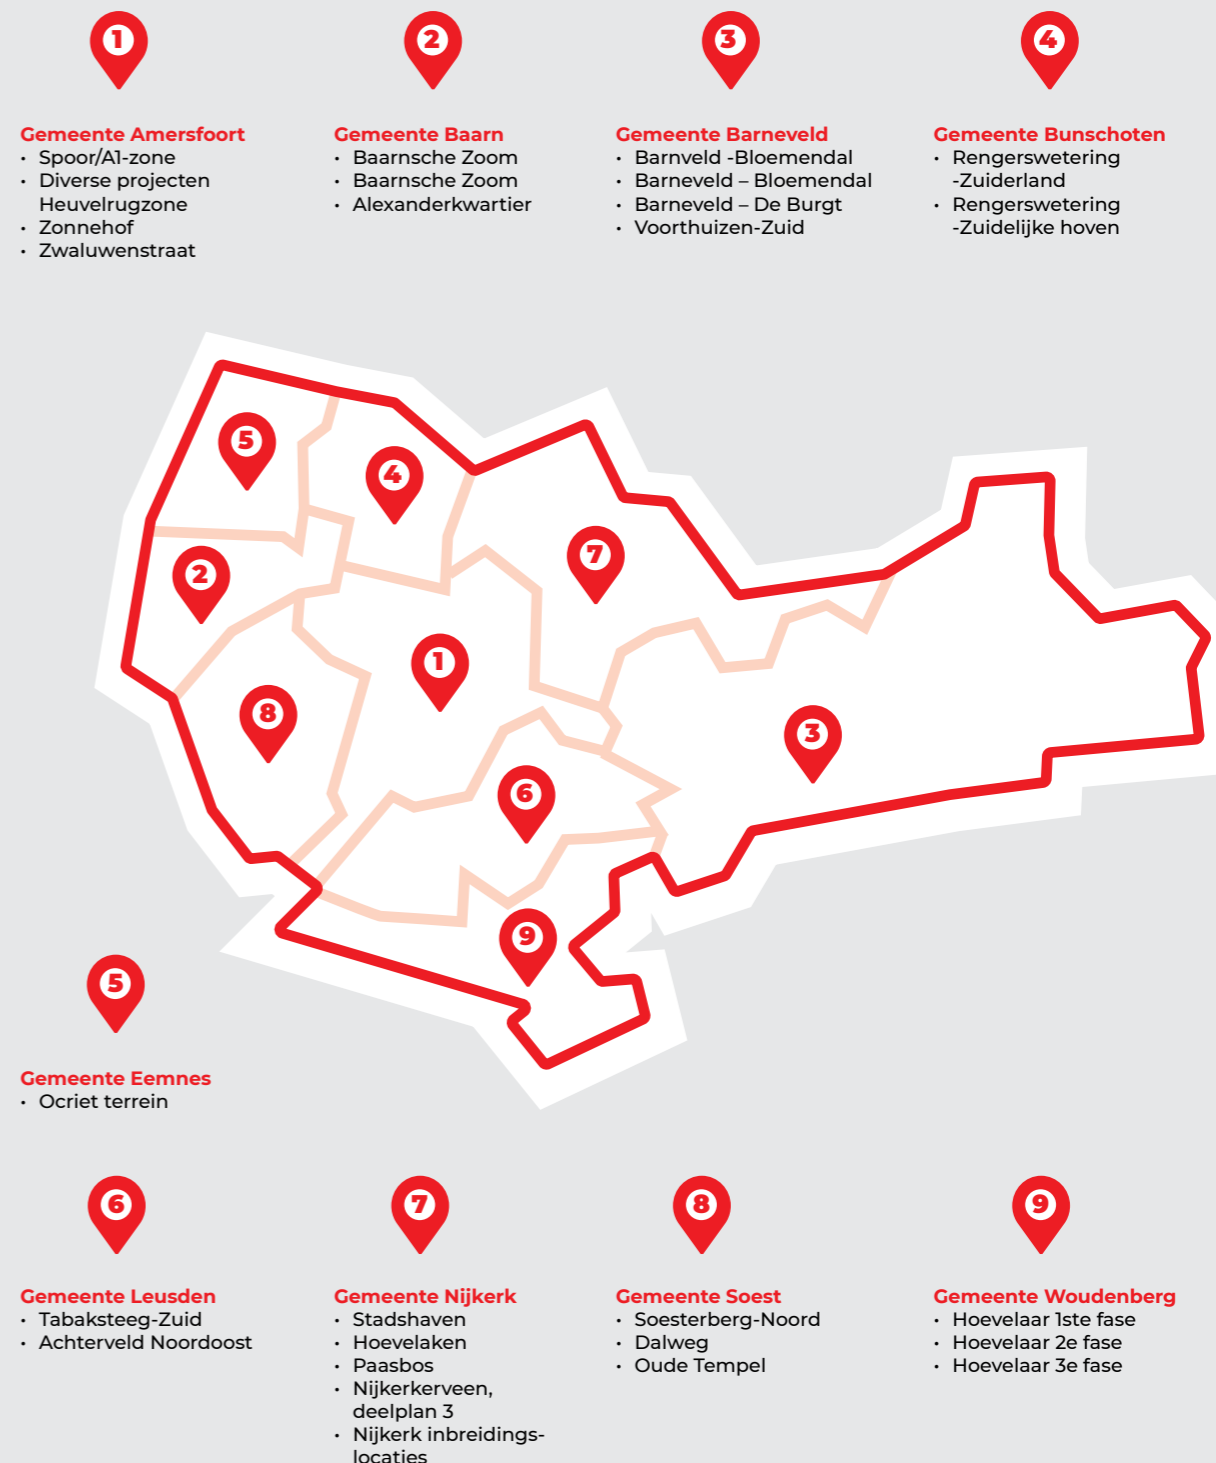 1
Gemeente Amersfoort
• Spoor/A1-zone
• Diverse projecten
Heuvelrugzone
• Zonnehof
• Zwaluwenstraat
2
Gemeente Baarn
• Baarnsche Zoom
• Baarnsche Zoom
• Alexanderkwartier
3
Gemeente Barneveld
• Barnveld -Bloemendal
• Barneveld – Bloemendal
• Barneveld – De Burgt
• Voorthuizen-Zuid
4
Gemeente Bunschoten
• Rengerswetering
-Zuiderland
• Rengerswetering
-Zuidelijke hoven
5
4
7
2
1
8
3
6
9
5
Gemeente Eemnes
• Ocriet terrein
6
Gemeente Leusden
• Tabaksteeg-Zuid
• Achterveld Noordoost
7
Gemeente Nijkerk
• Stadshaven
• Hoevelaken
• Paasbos
• Nijkerkerveen,
deelplan 3
• Nijkerk inbreidings-
locaties
8
Gemeente Soest
• Soesterberg-Noord
• Dalweg
• Oude Tempel
9
Gemeente Woudenberg
• Hoevelaar 1ste fase
• Hoevelaar 2e fase
• Hoevelaar 3e fase